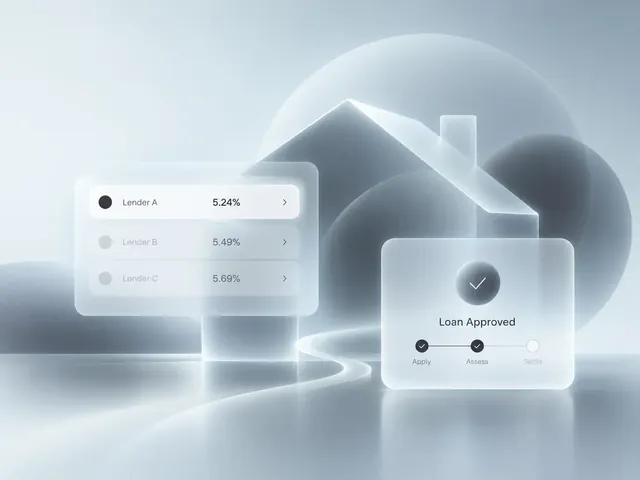 Lender A 5.24%
Lender B 5.49%
Lender C 5.69%
Loan Approved
Apply Assess Settle